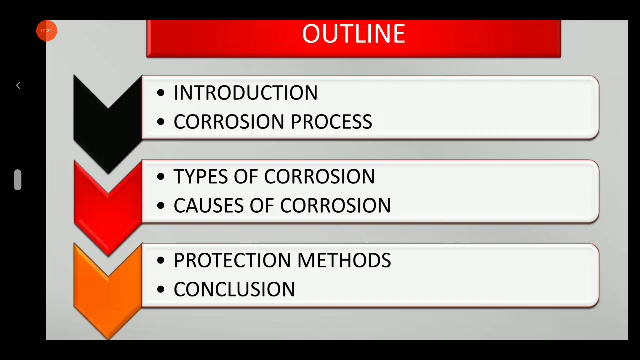 OUTLINE
• INTRODUCTION
• CORROSION PROCESS
• TYPES OF CORROSION
• CAUSES OF CORROSION
• PROTECTION METHODS
• CONCLUSION